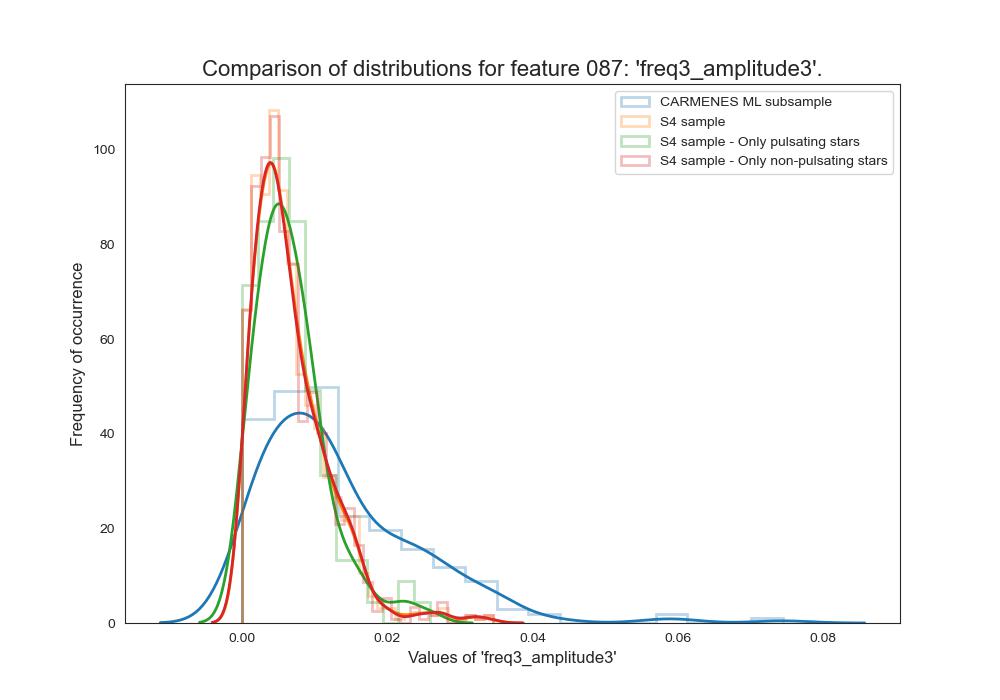 Comparison of distributions for feature 087: 'freq3_amplitude3'.
CARMENES ML subsample
S4 sample
S4 sample - Only pulsating stars
S4 sample - Only non-pulsating stars
Frequency of occurrence
100
80
60
40
20
0
0.00 0.02 0.04 0.06 0.08
Values of 'freq3_amplitude3'